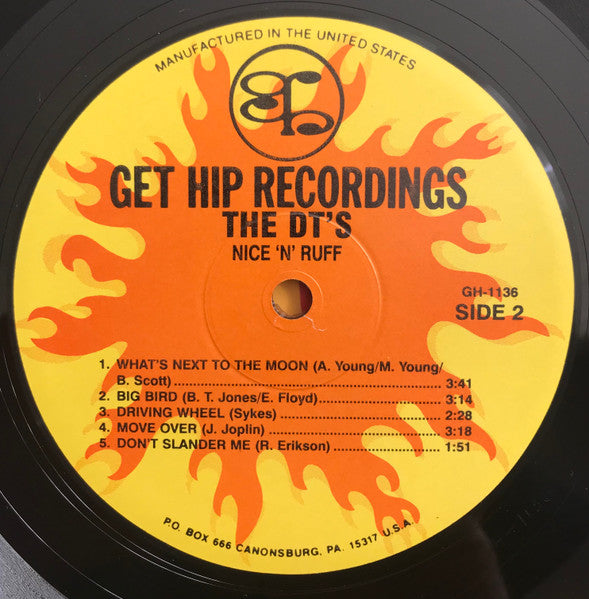 MANUFACTURED IN THE UNITED STATES
GET HIP RECORDINGS
THE DT'S
NICE 'N' RUFF
GH-1136
SIDE 2
1. WHAT'S NEXT TO THE MOON (A. Young/M. Young/
B. Scott) 3:41
2. BIG BIRD (B. T. Jones/E. Floyd) 3:14
3. DRIVING WHEEL (Sykes) 2:28
4. MOVE OVER (J. Joplin) 3:18
5. DON'T SLANDER ME (R. Erikson) 1:51
P.O. BOX 666 CANONSBURG, PA. 15317 U.S.A.